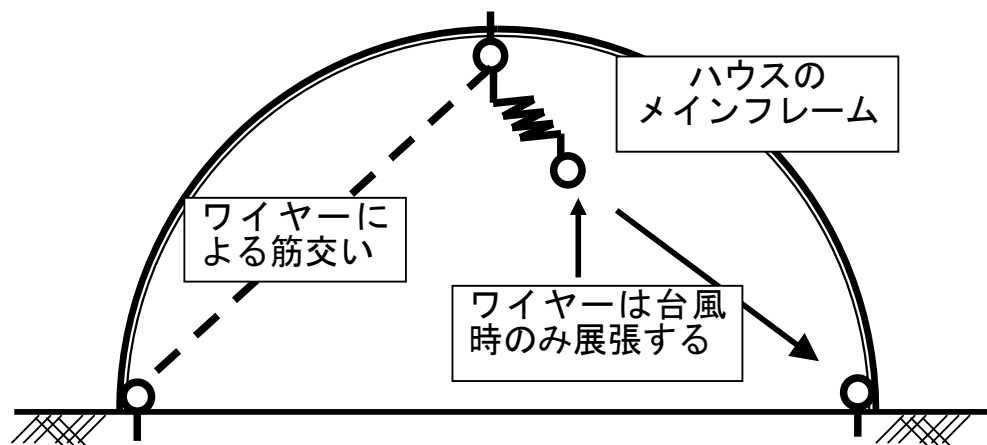 ハウスの
メインフレーム
ワイヤーに
よる筋交い
ワイヤーは台風
時のみ展張する